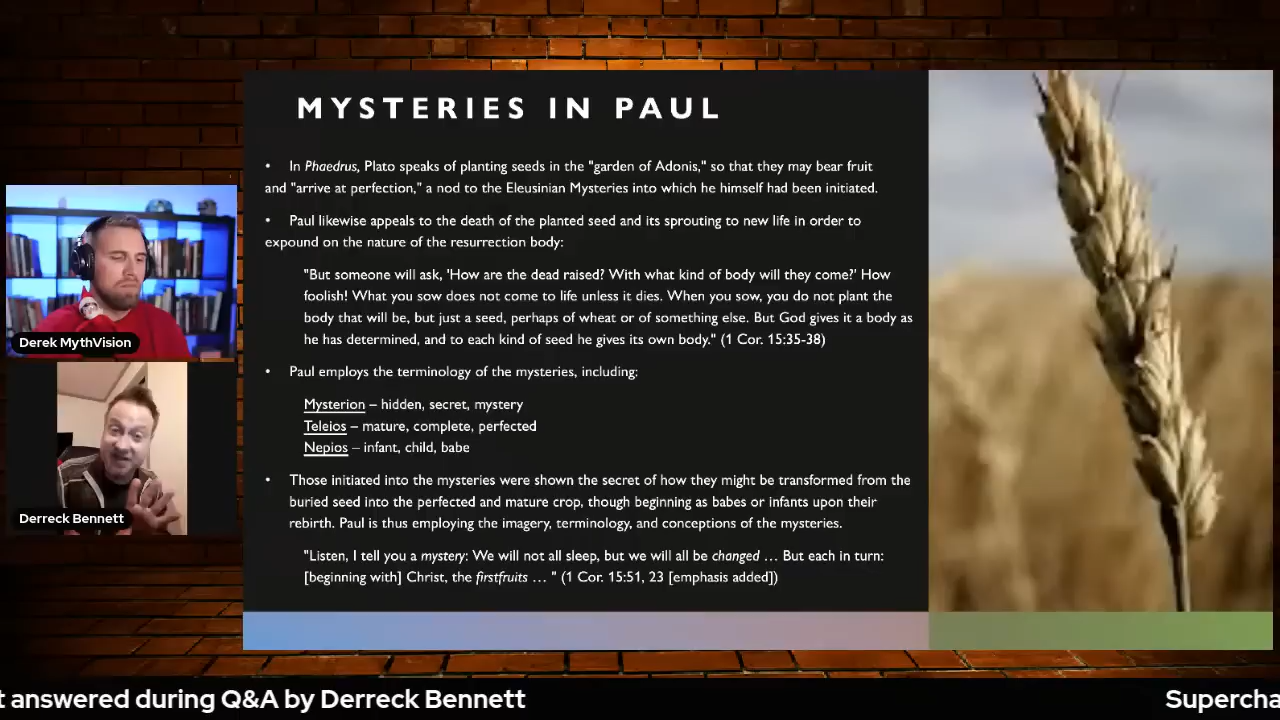 MYSTERIES IN PAUL
• In Phaedrus, Plato speaks of planting seeds in the "garden of Adonis," so that they may bear fruit
and "arrive at perfection," a nod to the Eleusinian Mysteries into which he himself had been initiated.
• Paul likewise appeals to the death of the planted seed and its sprouting to new life in order to
expound on the nature of the resurrection body:
"But someone will ask, 'How are the dead raised? With what kind of body will they come?' How
foolish! What you sow does not come to life unless it dies. When you sow, you do not plant the
body that will be, but just a seed, perhaps of wheat or of something else. But God gives it a body as
he has determined, and to each kind of seed he gives its own body." (1 Cor. 15:35-38)
• Paul employs the terminology of the mysteries, including:
Mysterion – hidden, secret, mystery
Teleios – mature, complete, perfected
Nepios – infant, child, babe
• Those initiated into the mysteries were shown the secret of how they might be transformed from the
buried seed into the perfected and mature crop, though beginning as babes or infants upon their
rebirth. Paul is thus employing the imagery, terminology, and conceptions of the mysteries.
"Listen, I tell you a mystery: We will not all sleep, but we will all be changed … But each in turn:
[beginning with] Christ, the firstfruits … " (1 Cor. 15:51, 23 [emphasis added])
Derek MythVision
Derreck Bennett
t answered during Q&A by Derreck Bennett
Supercha